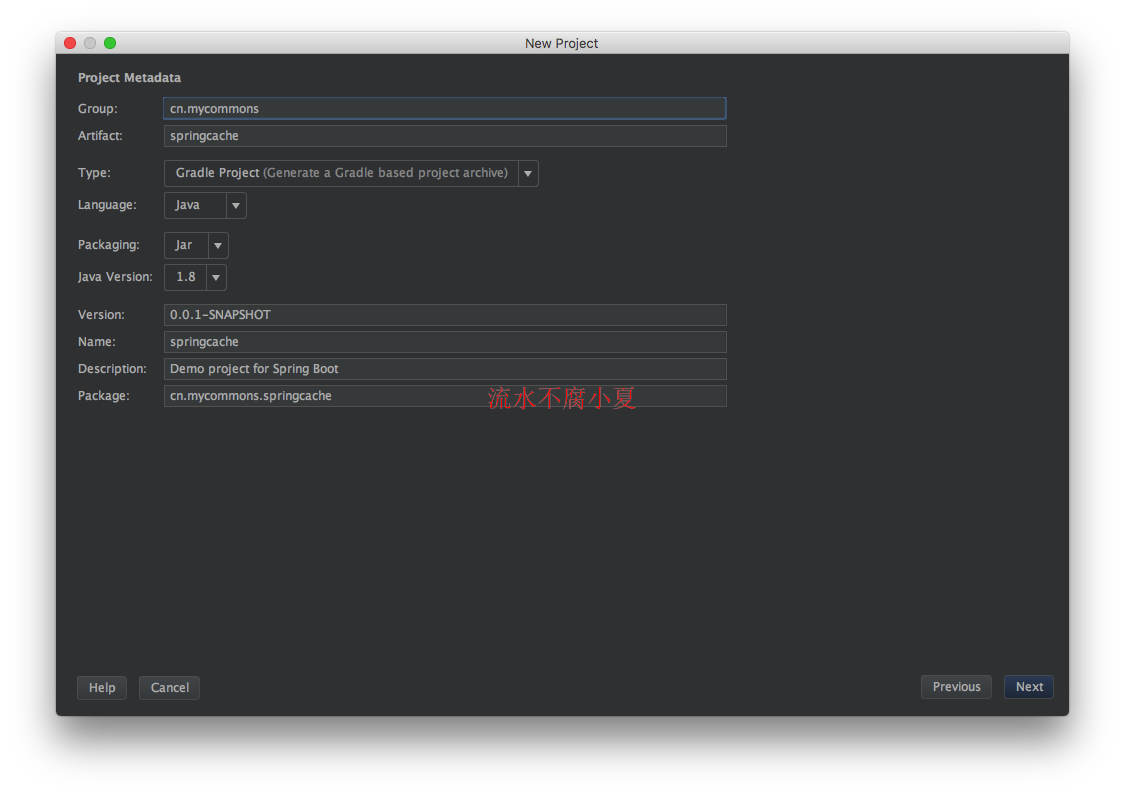 New Project
Project Metadata
Group: cn.mycommons
Artifact: springcache
Type: Gradle Project (Generate a Gradle based project archive)
Language: Java
Packaging: Jar
Java Version: 1.8
Version: 0.0.1-SNAPSHOT
Name: springcache
Description: Demo project for Spring Boot
Package: cn.mycommons.springcache
流水不腐小夏
Help Cancel Previous Next